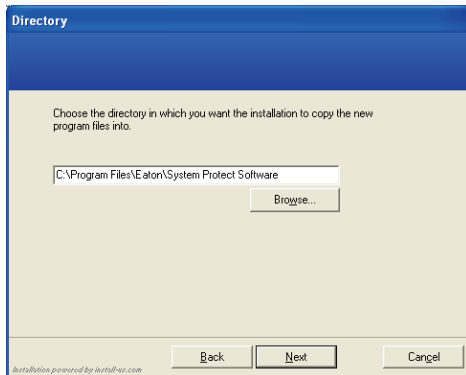 Directory
Choose the directory in which you want the installation to copy the new
program files into.
C:\Program Files\Eaton\System Protect Software
Browse...
Back
Next
Cancel
Installation powered by install-us.com